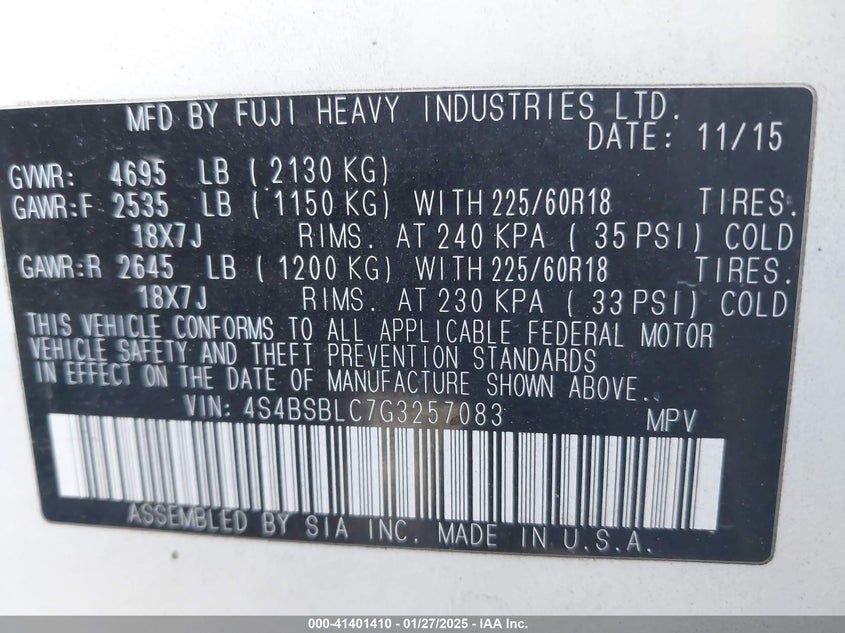 MFD BY FUJI HEAVY INDUSTRIES LTD.
DATE: 11/15
GVWR: 4695 LB ( 2130 KG)
GAWR:F 2535 LB ( 1150 KG) WITH 225/60R18 TIRES.
18X7J RIMS. AT 240 KPA ( 35 PSI) COLD
GAWR:R 2645 LB ( 1200 KG) WITH 225/60R18 TIRES.
18X7J RIMS. AT 230 KPA ( 33 PSI) COLD
THIS VEHICLE CONFORMS TO ALL APPLICABLE FEDERAL MOTOR
VEHICLE SAFETY AND THEFT PREVENTION STANDARDS
IN EFFECT ON THE DATE OF MANUFACTURE SHOWN ABOVE.
VIN: 4S4BSBLC7G3257083 MPV
ASSEMBLED BY SIA INC. MADE IN U.S.A.
000-41401410 - 01/27/2025 - IAA Inc.